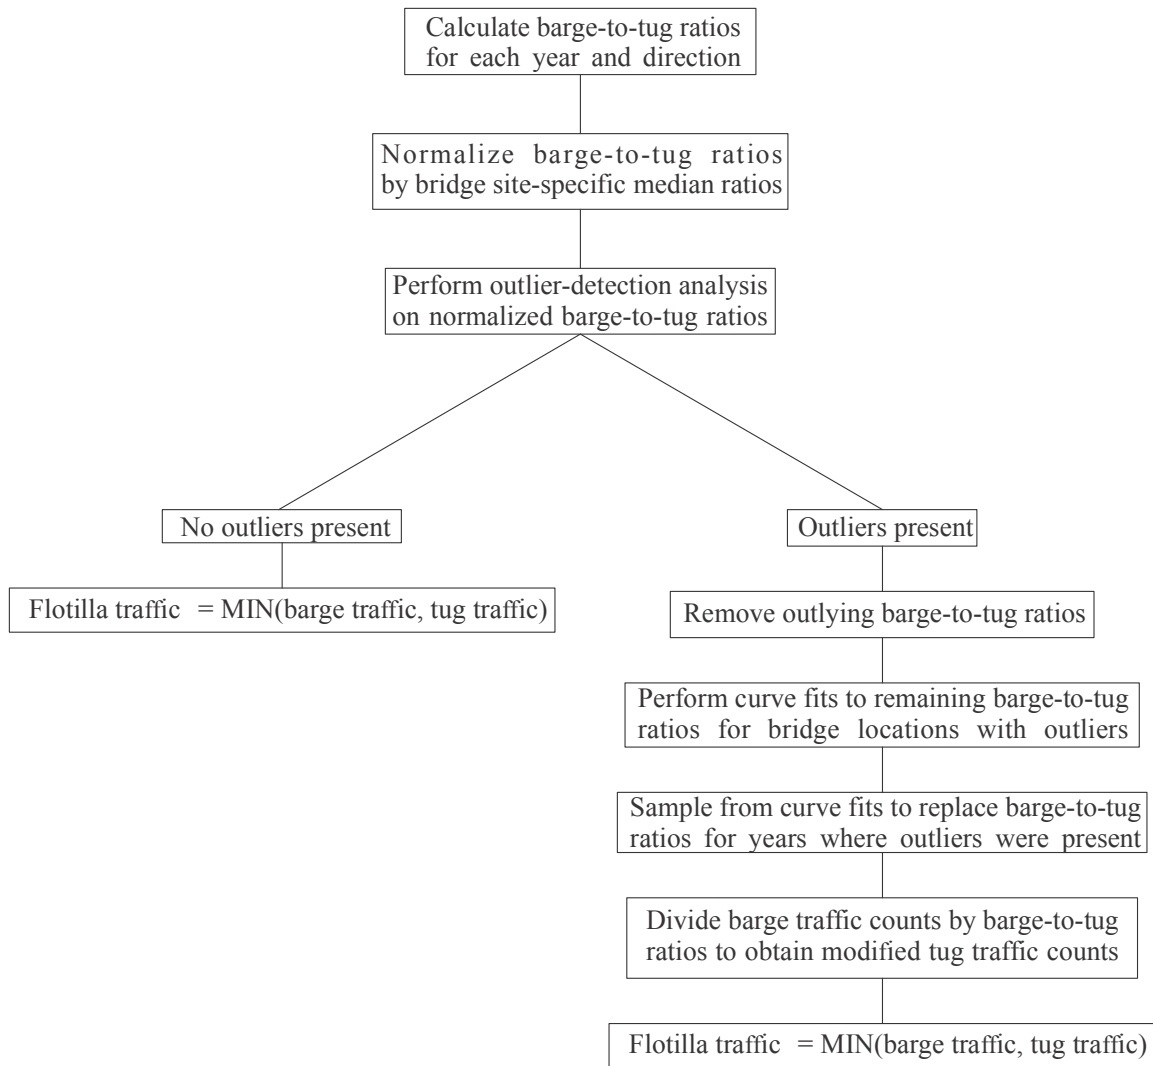 Calculate barge-to-tug ratios
for each year and direction
Normalize barge-to-tug ratios
by bridge site-specific median ratios
Perform outlier-detection analysis
on normalized barge-to-tug ratios
No outliers present
Flotilla traffic = MIN(barge traffic, tug traffic)
Outliers present
Remove outlying barge-to-tug ratios
Perform curve fits to remaining barge-to-tug
ratios for bridge locations with outliers
Sample from curve fits to replace barge-to-tug
ratios for years where outliers were present
Divide barge traffic counts by barge-to-tug
ratios to obtain modified tug traffic counts
Flotilla traffic = MIN(barge traffic, tug traffic)